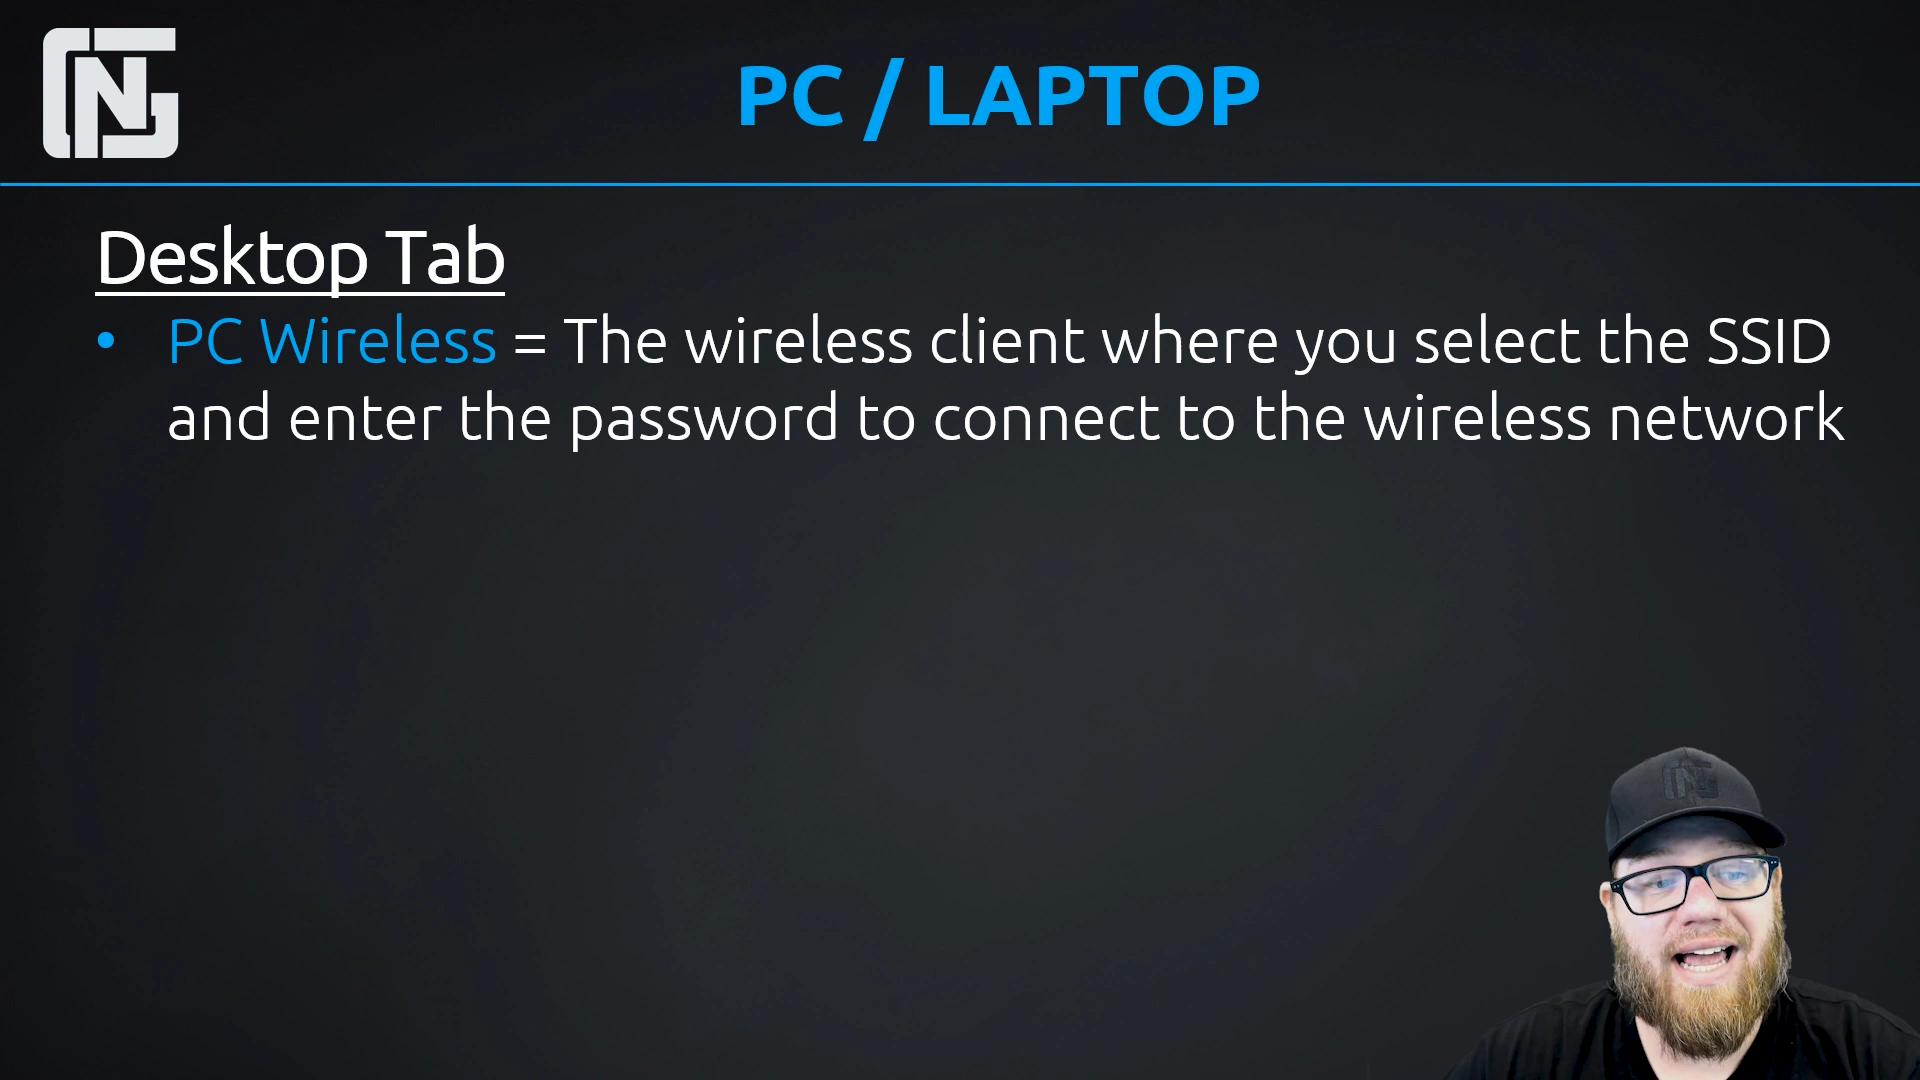 PC / LAPTOP
Desktop Tab
• PC Wireless = The wireless client where you select the SSID
and enter the password to connect to the wireless network